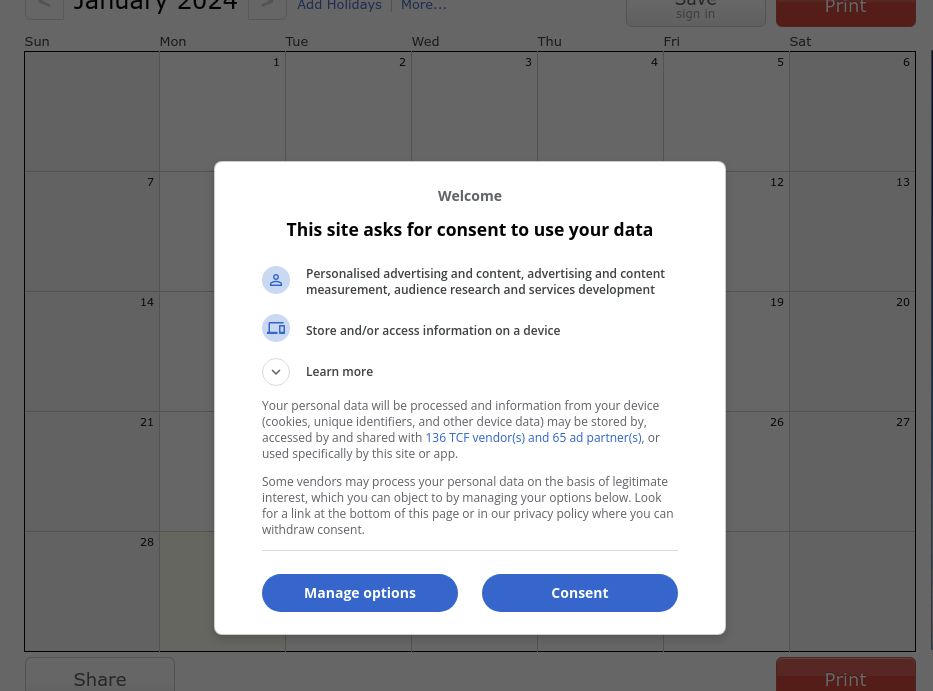 < January 2024 > Add Holidays | More... Save Print
sign in
Sun Mon Tue Wed Thu Fri Sat
1 2 3 4 5 6
7 12 13
14 19 20
21 26 27
28
Welcome
This site asks for consent to use your data
Personalised advertising and content, advertising and content
measurement, audience research and services development
Store and/or access information on a device
Learn more
Your personal data will be processed and information from your device
(cookies, unique identifiers, and other device data) may be stored by,
accessed by and shared with 136 TCF vendor(s) and 65 ad partner(s), or
used specifically by this site or app.
Some vendors may process your personal data on the basis of legitimate
interest, which you can object to by managing your options below. Look
for a link at the bottom of this page or in our privacy policy where you can
withdraw consent.
Manage options Consent
Share Print